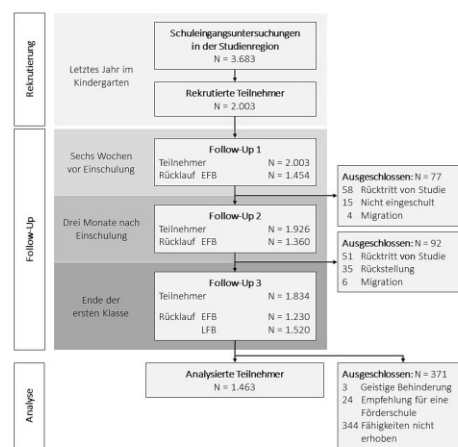 Rekrutierung
Letztes Jahr im
Kindergarten
Schuleingangsuntersuchungen
in der Studienregion
N = 3.683
Rekrutierte Teilnehmer
N = 2.003
Follow-Up
Sechs Wochen
vor Einschulung
Follow-Up 1
Teilnehmer N = 2.003
Rücklauf EFB N = 1.454
Ausgeschlossen: N = 77
58 Rücktritt von Studie
15 Nicht eingeschult
4 Migration
Drei Monate nach
Einschulung
Follow-Up 2
Teilnehmer N = 1.926
Rücklauf EFB N = 1.360
Ausgeschlossen: N = 92
51 Rücktritt von Studie
35 Rückstellung
6 Migration
Ende der
ersten Klasse
Follow-Up 3
Teilnehmer N = 1.834
Rücklauf EFB N = 1.230
LFB N = 1.520
Analyse
Analysierte Teilnehmer
N = 1.463
Ausgeschlossen: N = 371
3 Geistige Behinderung
24 Empfehlung für eine
Förderschule
344 Fähigkeiten nicht
erhoben